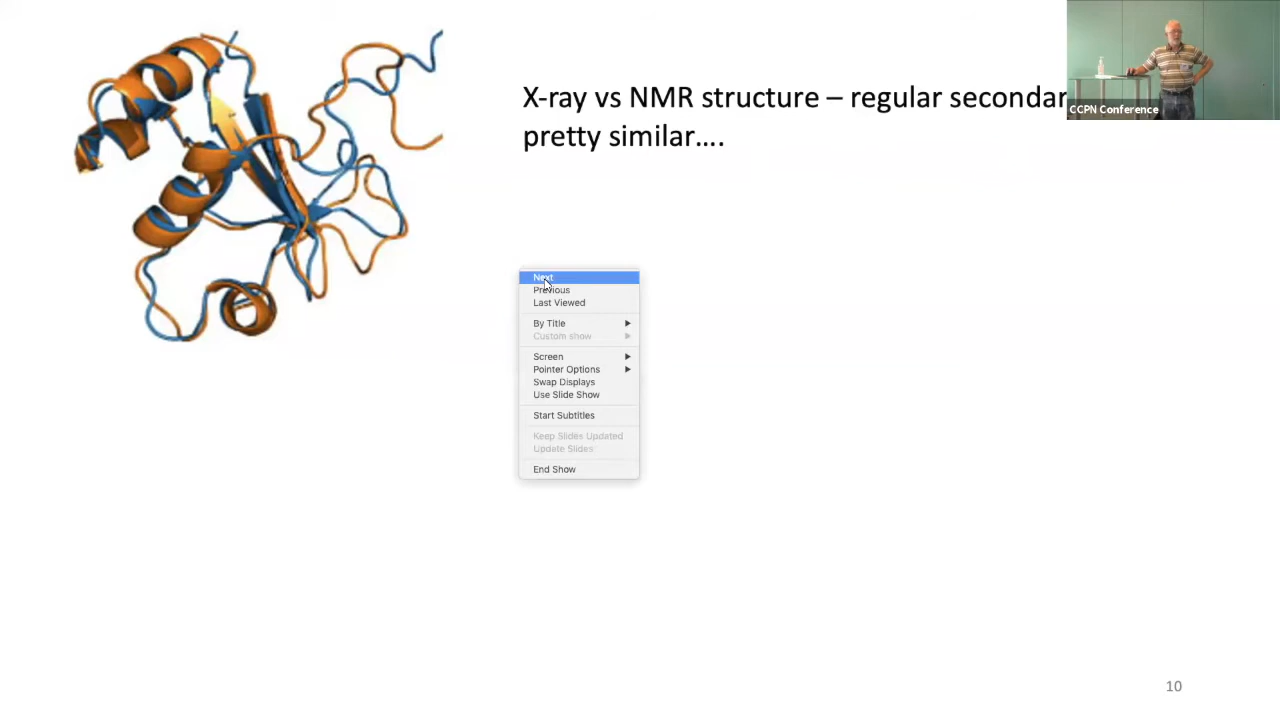 X-ray vs NMR structure – regular secondar
pretty similar….
CCPN Conference
Next
Previous
Last Viewed
By Title
Custom show
Screen
Pointer Options
Swap Displays
Use Slide Show
Start Subtitles
Keep Slides Updated
Update Slides
End Show
10